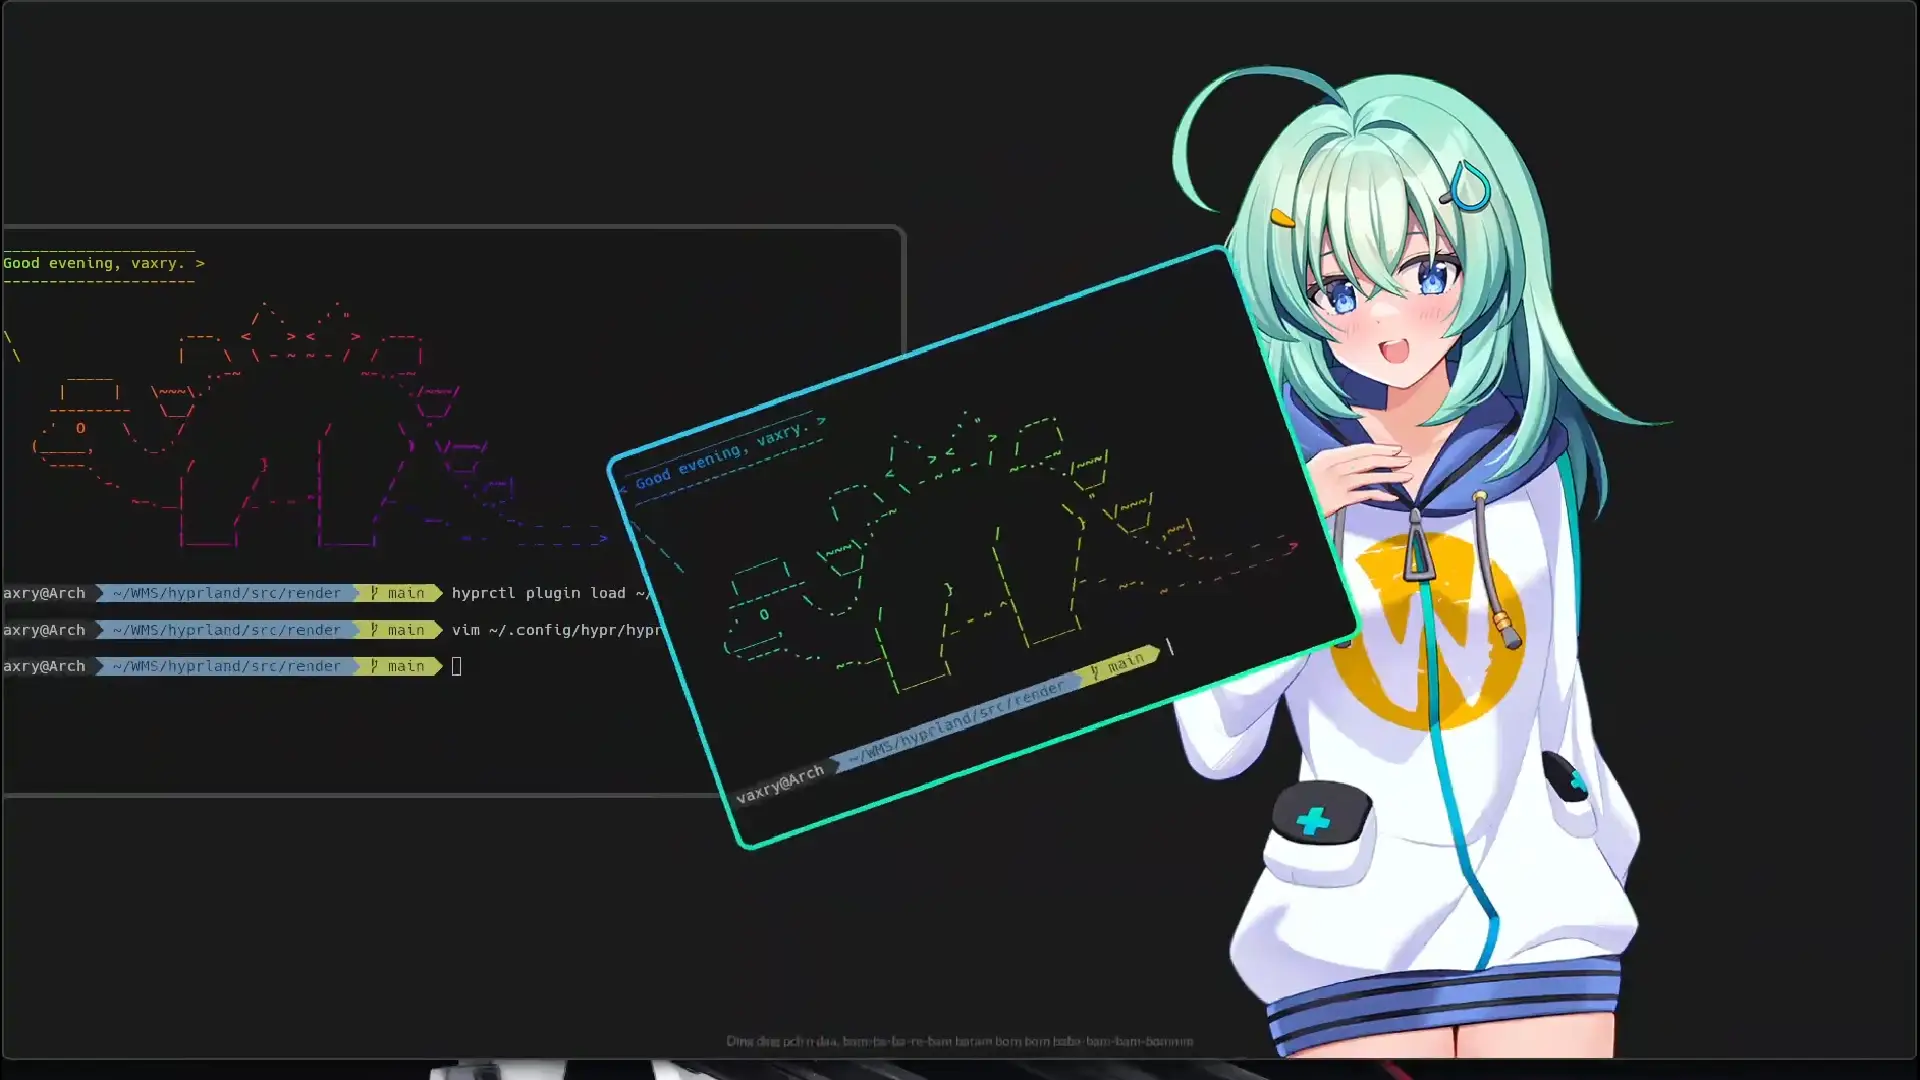 Good evening, vaxry. >
axry@Arch ~/WMS/hyprland/src/render main hyprctl plugin load ~/
axry@Arch ~/WMS/hyprland/src/render main vim ~/.config/hypr/hypr
axry@Arch ~/WMS/hyprland/src/render main
< Good evening, vaxry. >
vaxry@Arch ~/WMS/hyprland/src/render main
W